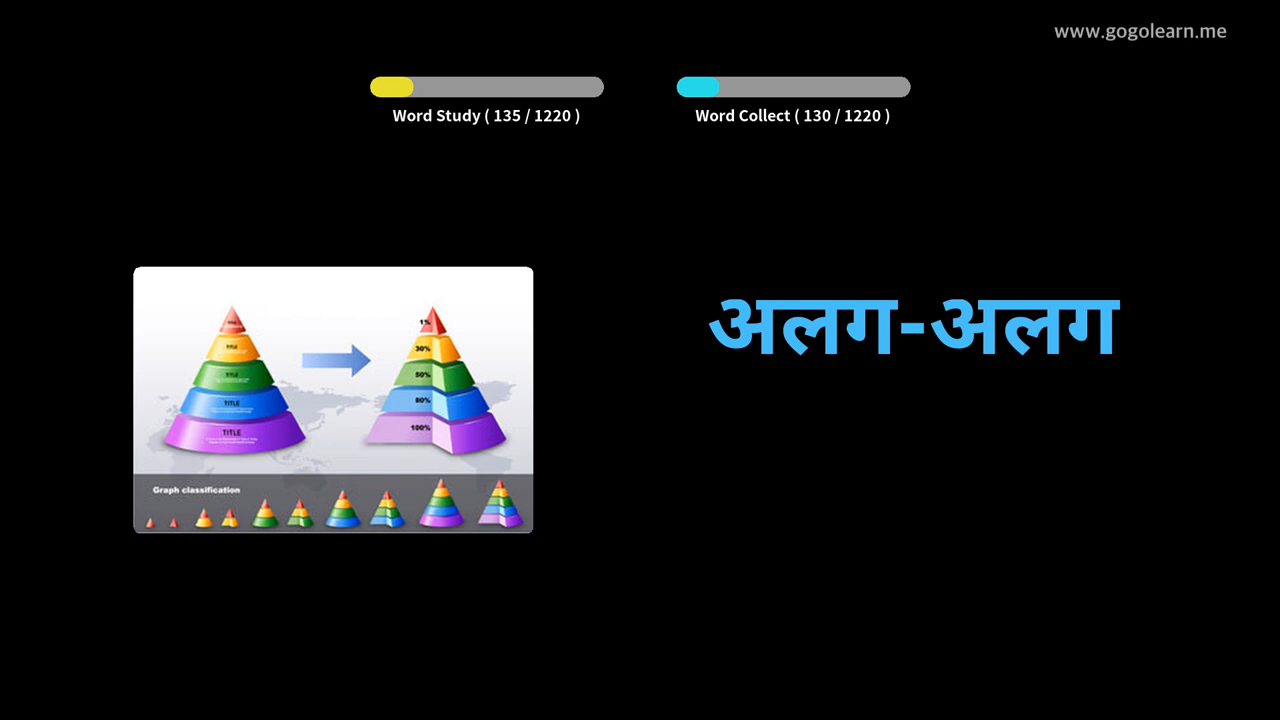 www.gogolearn.me
Word Study ( 135 / 1220 )
Word Collect ( 130 / 1220 )
अलग-अलग
TITLE
TITLE
TITLE
TITLE
1%
30%
50%
80%
100%
Graph classification